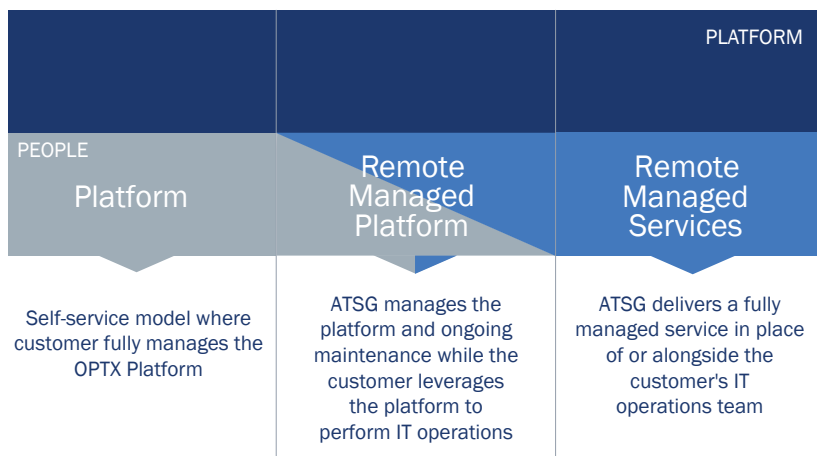 PLATFORM
PEOPLE
Platform
Remote
Managed
Platform
Remote
Managed
Services
Self-service model where
customer fully manages the
OPTX Platform
ATSG manages the
platform and ongoing
maintenance while the
customer leverages
the platform to
perform IT operations
ATSG delivers a fully
managed service in place
of or alongside the
customer's IT
operations team